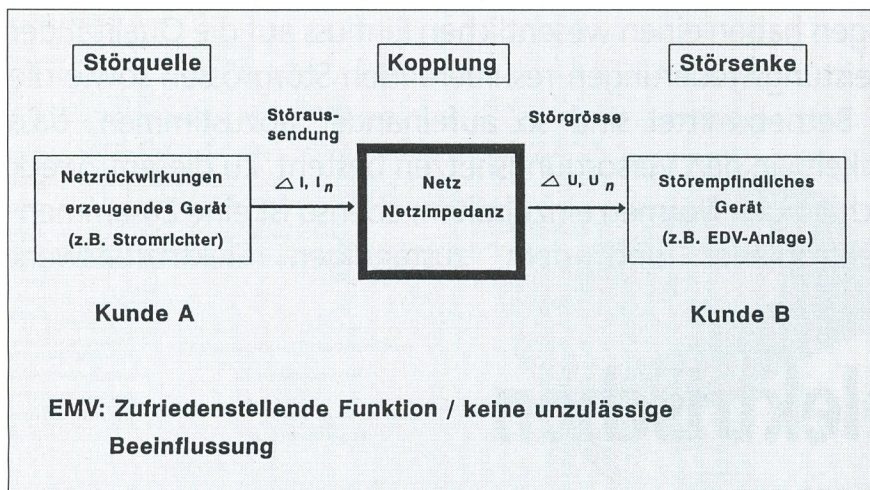 Störquelle
Kopplung
Störsenke
Störaus-
sendung
Störgrösse
Netzrückwirkungen
erzeugendes Gerät
(z.B. Stromrichter)
△ I, I n
Netz
Netzimpedanz
△ U, U n
Störempfindliches
Gerät
(z.B. EDV-Anlage)
Kunde A
Kunde B
EMV: Zufriedenstellende Funktion / keine unzulässige
Beeinflussung